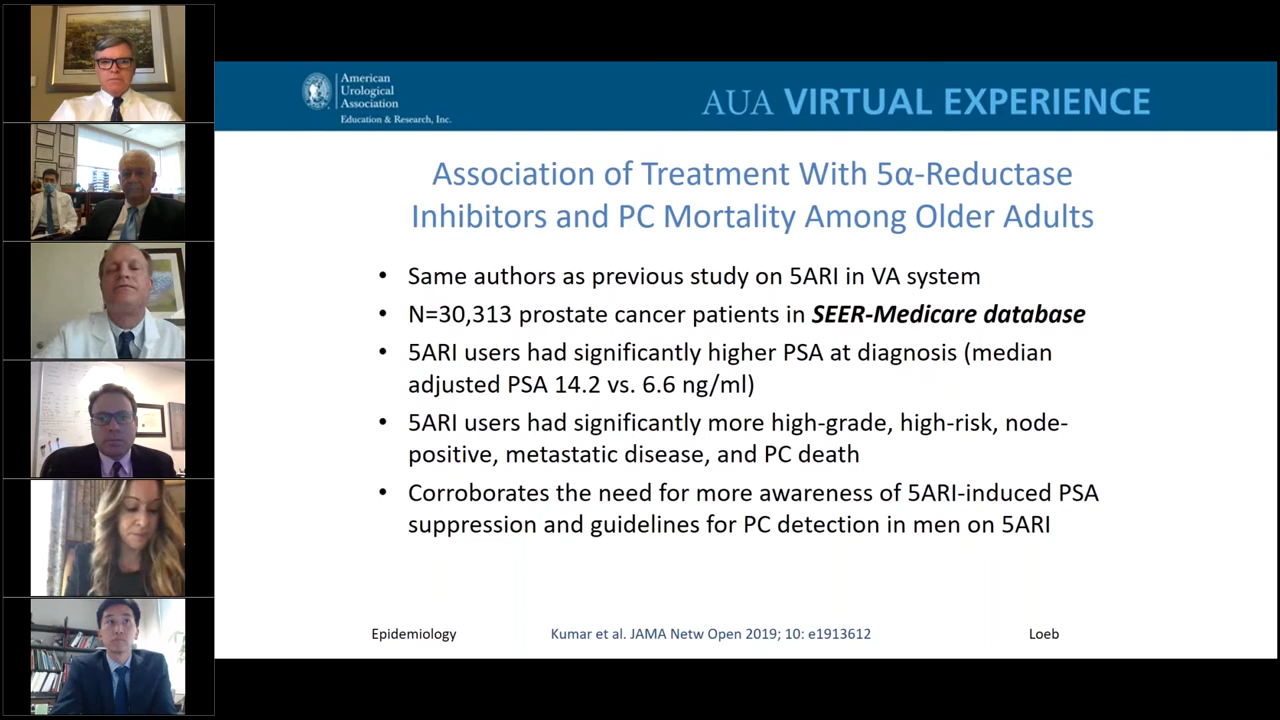 American
Urological
Association
Education & Research, Inc.
AUA VIRTUAL EXPERIENCE
Association of Treatment With 5α-Reductase
Inhibitors and PC Mortality Among Older Adults
• Same authors as previous study on 5ARI in VA system
• N=30,313 prostate cancer patients in SEER-Medicare database
• 5ARI users had significantly higher PSA at diagnosis (median
adjusted PSA 14.2 vs. 6.6 ng/ml)
• 5ARI users had significantly more high-grade, high-risk, node-
positive, metastatic disease, and PC death
• Corroborates the need for more awareness of 5ARI-induced PSA
suppression and guidelines for PC detection in men on 5ARI
Epidemiology
Kumar et al. JAMA Netw Open 2019; 10: e1913612
Loeb